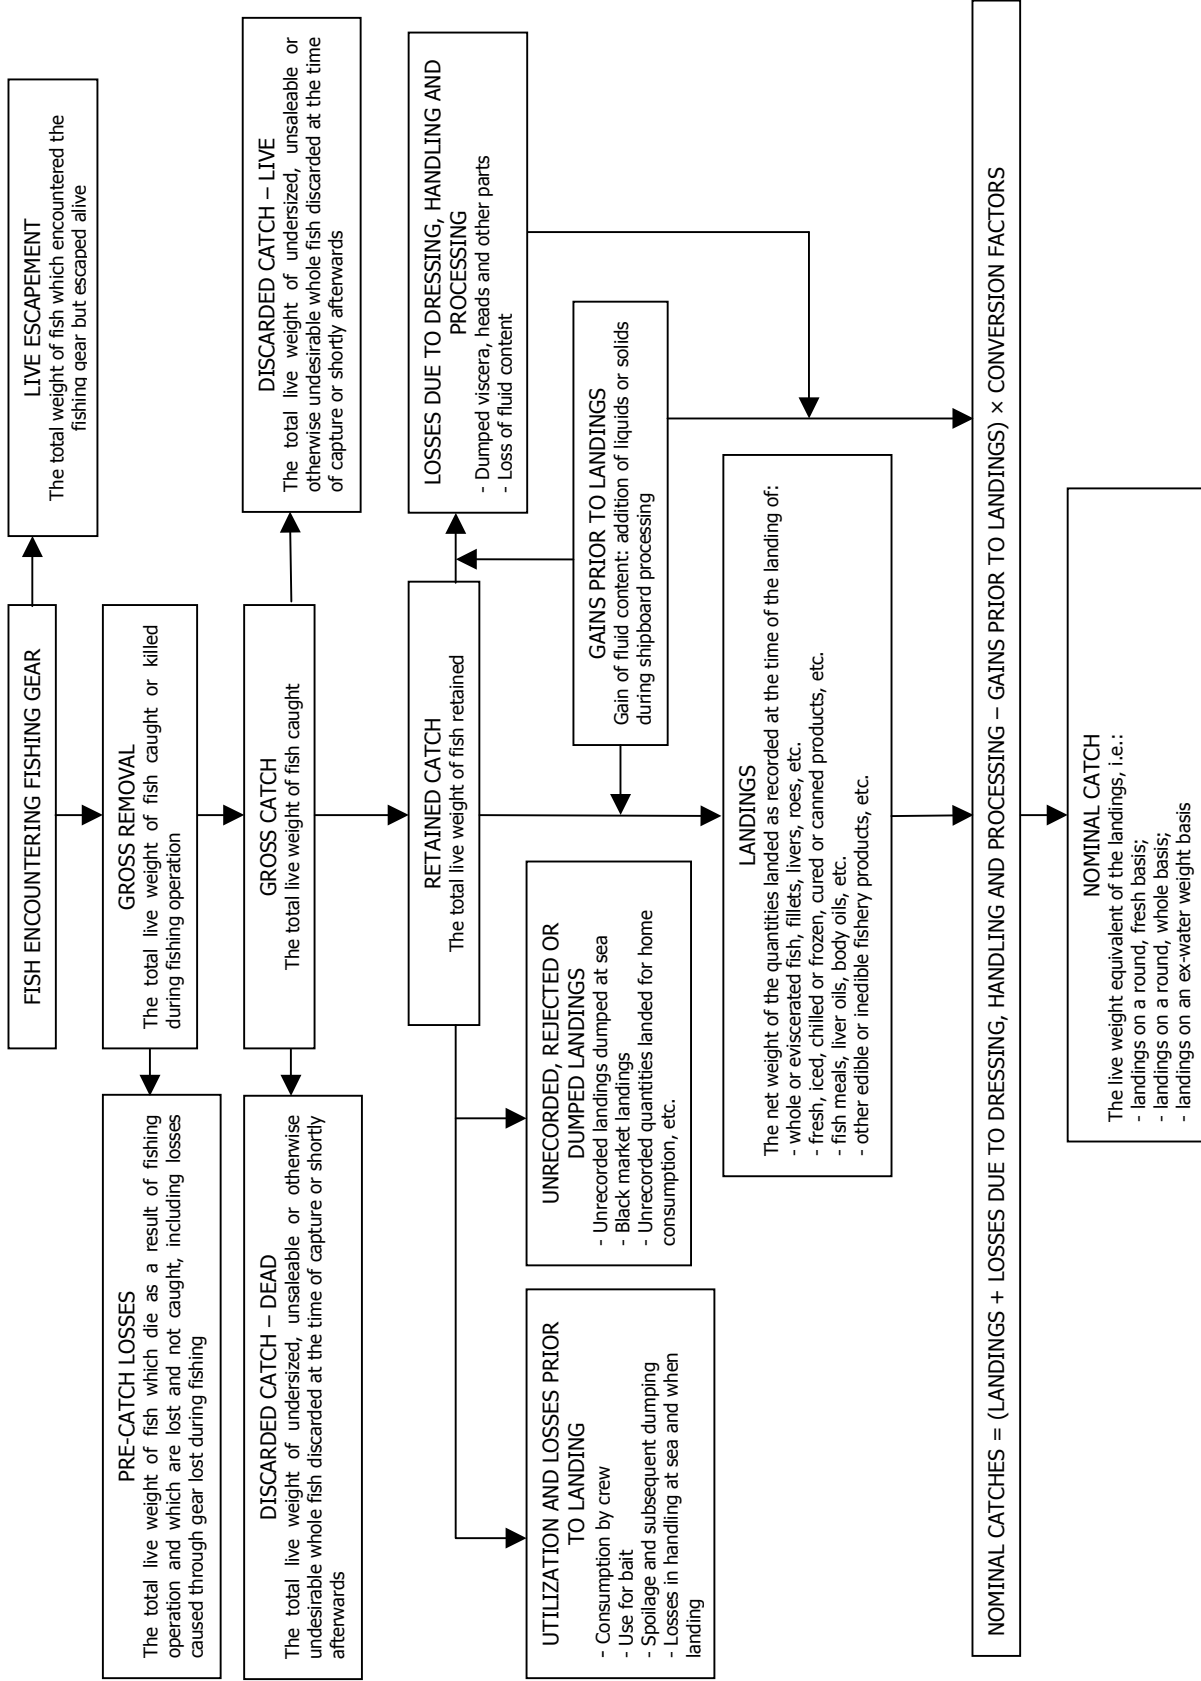 FISH ENCOUNTERING FISHING GEAR
LIVE ESCAPEMENT
The total weight of fish which encountered the
fishing gear but escaped alive
PRE-CATCH LOSSES
The total live weight of fish which die as a result of fishing
operation and which are lost and not caught, including losses
caused through gear lost during fishing
GROSS REMOVAL
The total live weight of fish caught or killed
during fishing operation
DISCARDED CATCH – DEAD
The total live weight of undersized, unsaleable or otherwise
undesirable whole fish discarded at the time of capture or shortly
afterwards
GROSS CATCH
The total live weight of fish caught
DISCARDED CATCH – LIVE
The total live weight of undersized, unsaleable or
otherwise undesirable whole fish discarded at the time
of capture or shortly afterwards
RETAINED CATCH
The total live weight of fish retained
LOSSES DUE TO DRESSING, HANDLING AND
PROCESSING
- Dumped viscera, heads and other parts
- Loss of fluid content
UTILIZATION AND LOSSES PRIOR
TO LANDING
- Consumption by crew
- Use for bait
- Spoilage and subsequent dumping
- Losses in handling at sea and when
landing
UNRECORDED, REJECTED OR
DUMPED LANDINGS
- Unrecorded landings dumped at sea
- Black market landings
- Unrecorded quantities landed for home
consumption, etc.
GAINS PRIOR TO LANDINGS
Gain of fluid content: addition of liquids or solids
during shipboard processing
LANDINGS
The net weight of the quantities landed as recorded at the time of the landing of:
- whole or eviscerated fish, fillets, livers, roes, etc.
- fresh, iced, chilled or frozen, cured or canned products, etc.
- fish meals, liver oils, body oils, etc.
- other edible or inedible fishery products, etc.
NOMINAL CATCHES = (LANDINGS + LOSSES DUE TO DRESSING, HANDLING AND PROCESSING – GAINS PRIOR TO LANDINGS) × CONVERSION FACTORS
NOMINAL CATCH
The live weight equivalent of the landings, i.e.:
- landings on a round, fresh basis;
- landings on a round, whole basis;
- landings on an ex-water weight basis